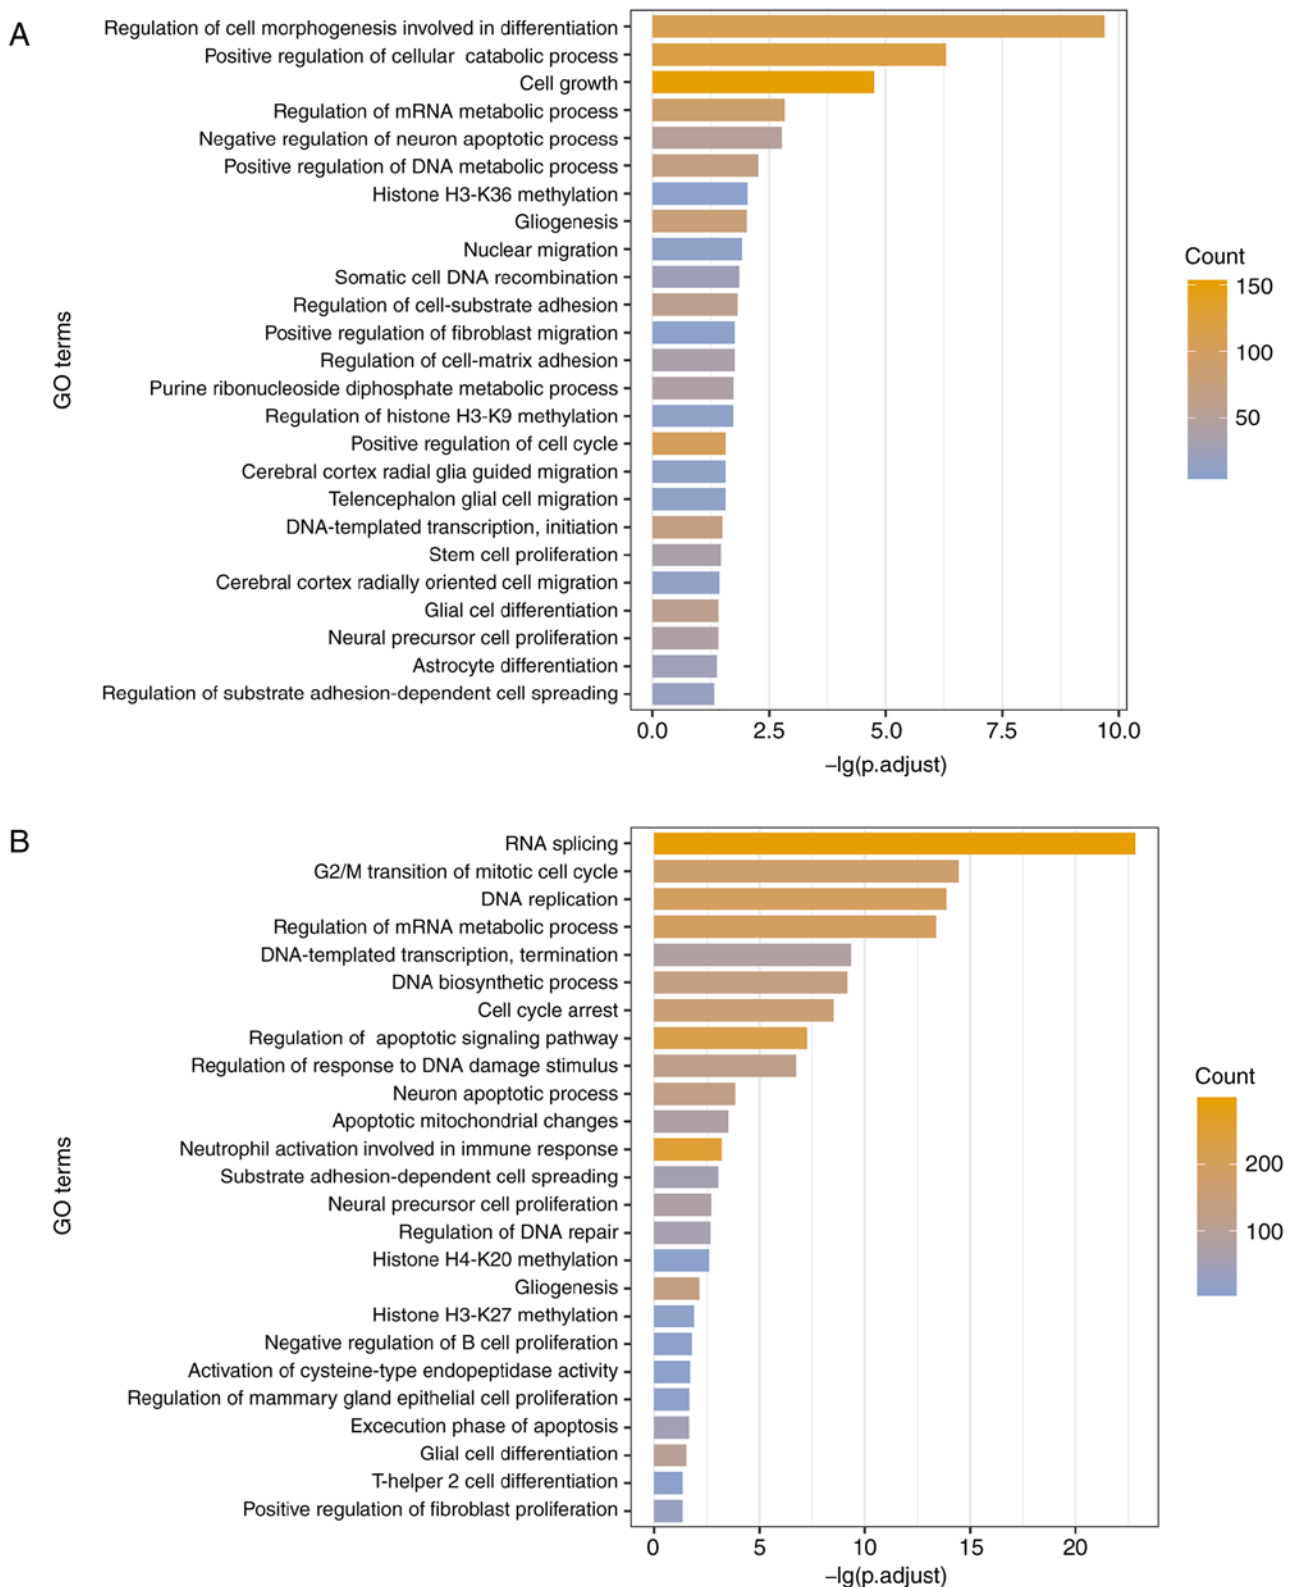 A
Regulation of cell morphogenesis involved in differentiation
Positive regulation of cellular  catabolic process
Cell growth
Regulation of mRNA metabolic process
Negative regulation of neuron apoptotic process
Positive regulation of DNA metabolic process
Histone H3-K36 methylation
Gliogenesis
Nuclear migration
Somatic cell DNA recombination
Regulation of cell-substrate adhesion
Positive regulation of fibroblast migration
Regulation of cell-matrix adhesion
Purine ribonucleoside diphosphate metabolic process
Regulation of histone H3-K9 methylation
Positive regulation of cell cycle
Cerebral cortex radial glia guided migration
Telencephalon glial cell migration
DNA-templated transcription, initiation
Stem cell proliferation
Cerebral cortex radially oriented cell migration
Glial cel differentiation
Neural precursor cell proliferation
Astrocyte differentiation
Regulation of substrate adhesion-dependent cell spreading
GO terms
0.0 2.5 5.0 7.5 10.0
−lg(p.adjust)
Count
150
100
50
B
RNA splicing
G2/M transition of mitotic cell cycle
DNA replication
Regulation of mRNA metabolic process
DNA-templated transcription, termination
DNA biosynthetic process
Cell cycle arrest
Regulation of  apoptotic signaling pathway
Regulation of response to DNA damage stimulus
Neuron apoptotic process
Apoptotic mitochondrial changes
Neutrophil activation involved in immune response
Substrate adhesion-dependent cell spreading
Neural precursor cell proliferation
Regulation of DNA repair
Histone H4-K20 methylation
Gliogenesis
Histone H3-K27 methylation
Negative regulation of B cell proliferation
Activation of cysteine-type endopeptidase activity
Regulation of mammary gland epithelial cell proliferation
Excecution phase of apoptosis
Glial cell differentiation
T-helper 2 cell differentiation
Positive regulation of fibroblast proliferation
GO terms
0 5 10 15 20
−lg(p.adjust)
Count
200
100